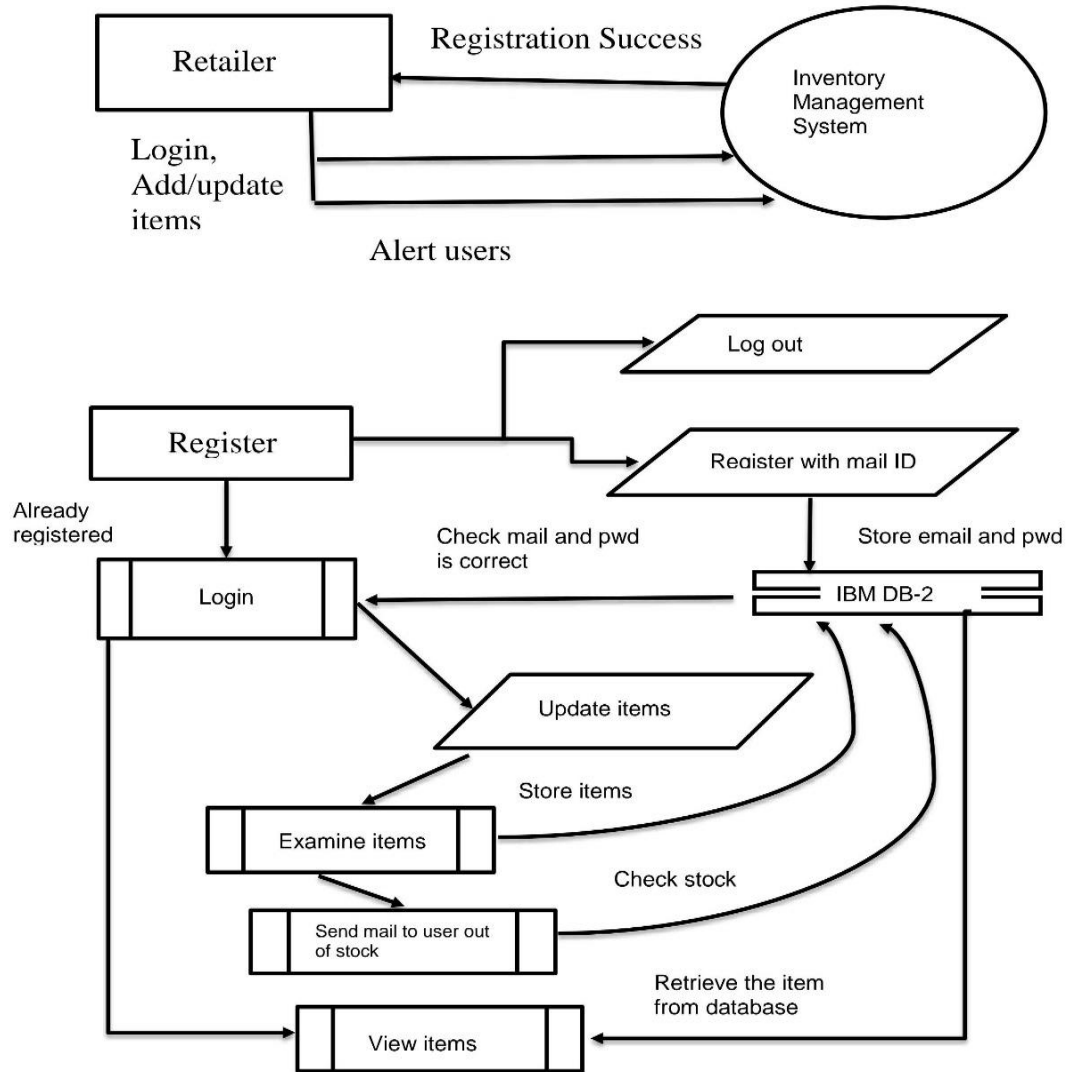 Registration Success
Retailer
Inventory
Management
System
Login,
Add/update
items
Alert users
Log out
Register
Register with mail ID
Already
registered
Check mail and pwd
is correct
Store email and pwd
Login
IBM DB-2
Update items
Store items
Examine items
Check stock
Send mail to user out
of stock
Retrieve the item
from database
View items